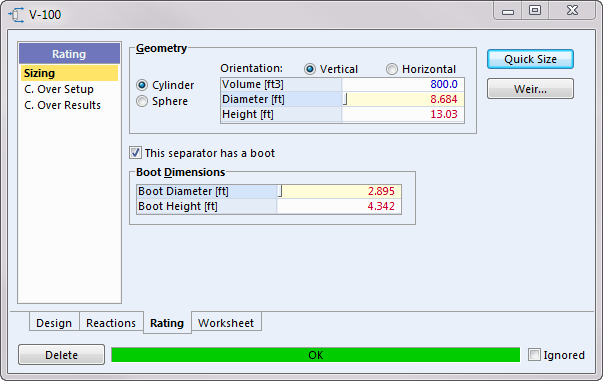 V-100
Rating
Sizing
C. Over Setup
C. Over Results
Geometry
Cylinder
Sphere
Orientation: Vertical Horizontal
Volume [ft3] 800.0
Diameter [ft] 8.684
Height [ft] 13.03
Quick Size
Weir...
This separator has a boot
Boot Dimensions
Boot Diameter [ft] 2.895
Boot Height [ft] 4.342
Design Reactions Rating Worksheet
Delete OK Ignored